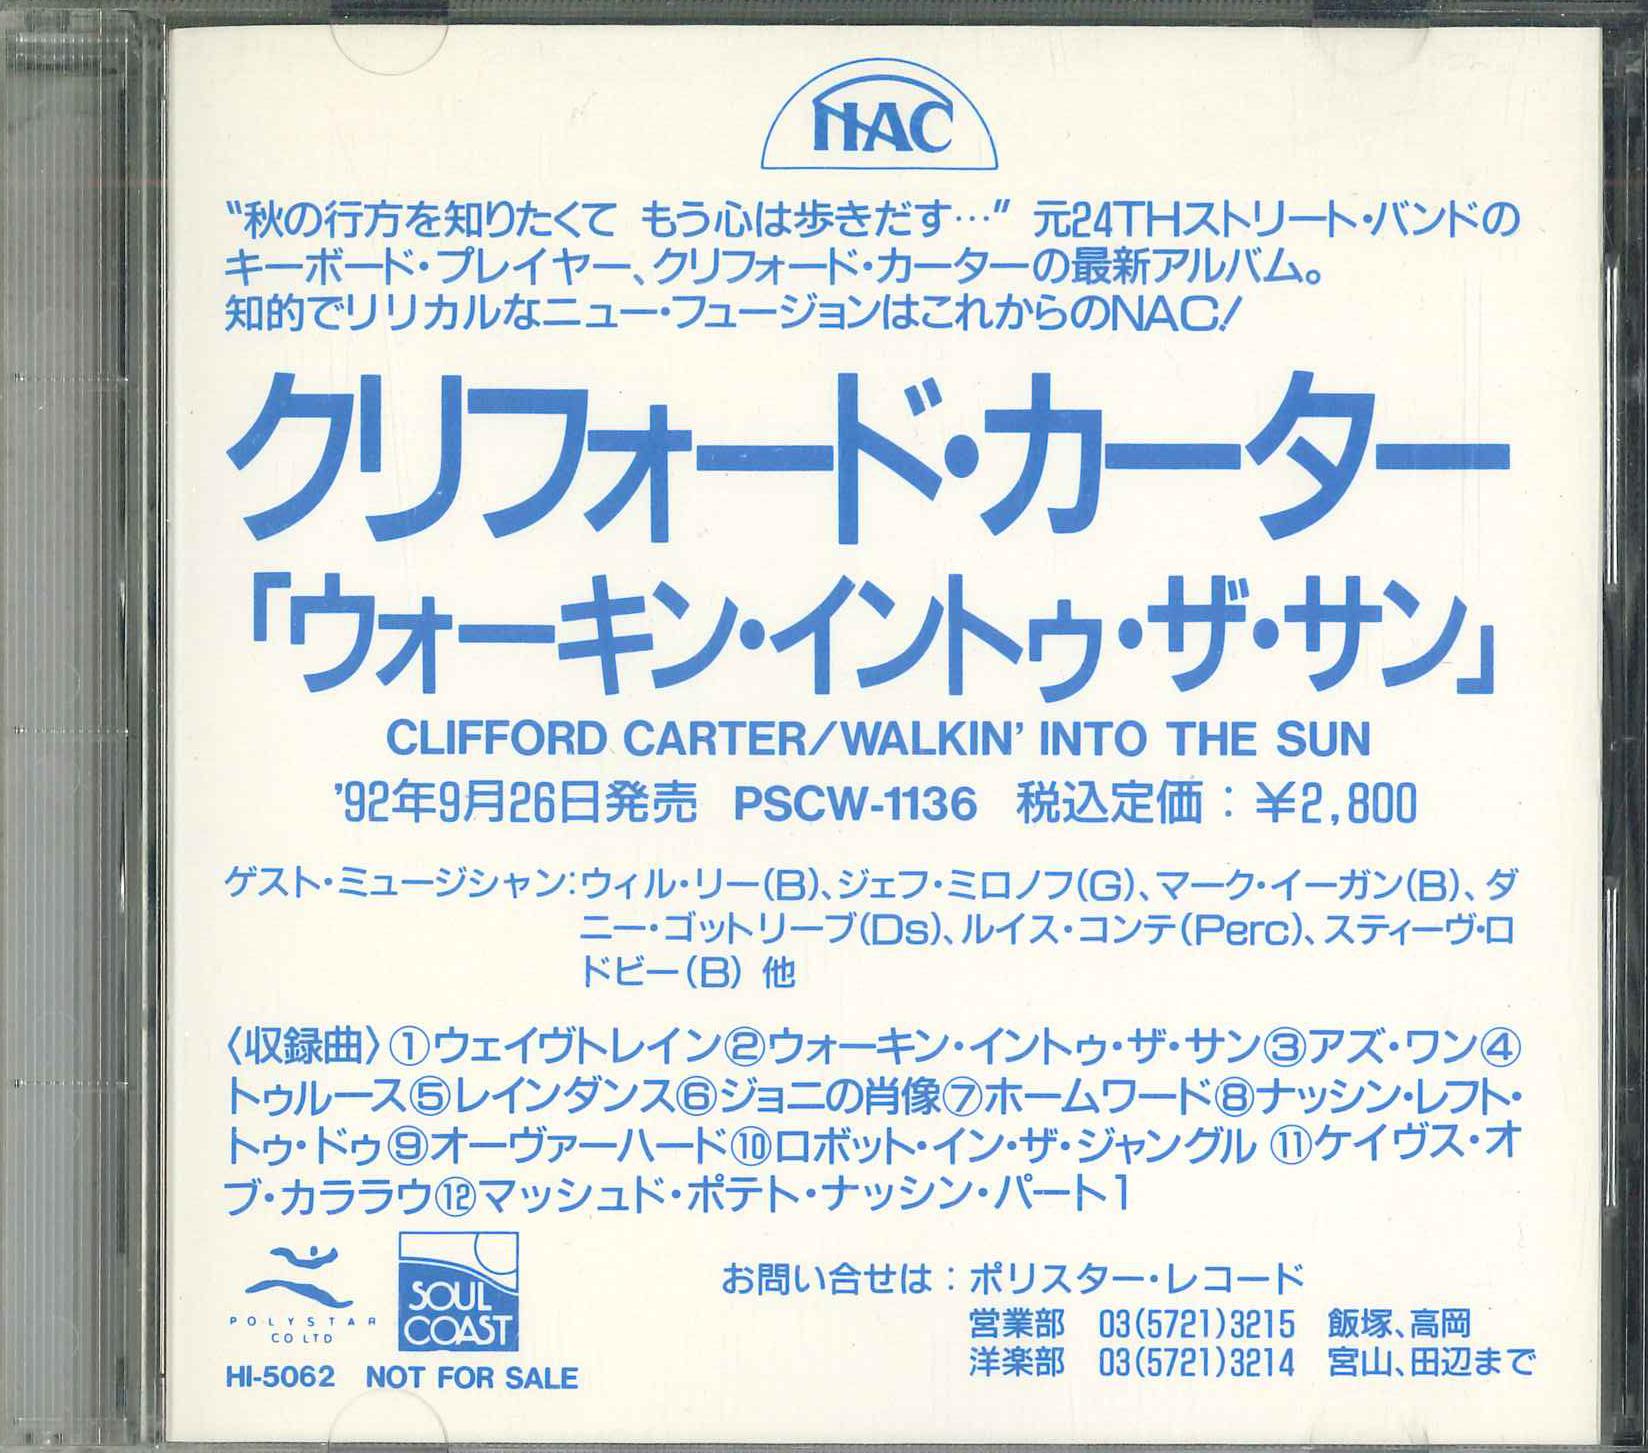 NAC
“秋の行方を知りたくて もう心は歩きだす…” 元24THストリート・バンドの
キーボード・プレイヤー、クリフォード・カーターの最新アルバム。
知的でリリカルなニュー・フュージョンはこれからのNAC!
クリフォード・カーター
「ウォーキン・イントゥ・ザ・サン」
CLIFFORD CARTER/WALKIN' INTO THE SUN
'92年9月26日発売 PSCW-1136 税込定価：¥2,800
ゲスト・ミュージシャン：ウィル・リー(B)、ジェフ・ミロノフ(G)、マーク・イーガン(B)、ダ
ニー・ゴットリーブ(Ds)、ルイス・コンテ(Perc)、スティーヴ・ロ
ドビー(B) 他
〈収録曲〉①ウェイヴトレイン②ウォーキン・イントゥ・ザ・サン③アズ・ワン④
トゥルース⑤レインダンス⑥ジョニの肖像⑦ホームワード⑧ナッシン・レフト・
トゥ・ドゥ⑨オーヴァーハード⑩ロボット・イン・ザ・ジャングル ⑪ケイヴス・オ
ブ・カララウ⑫マッシュド・ポテト・ナッシン・パート1
POLYSTAR
CO LTD
SOUL
COAST
HI-5062 NOT FOR SALE
お問い合せは：ポリスター・レコード
営業部 03(5721)3215 飯塚、高岡
洋楽部 03(5721)3214 宮山、田辺まで